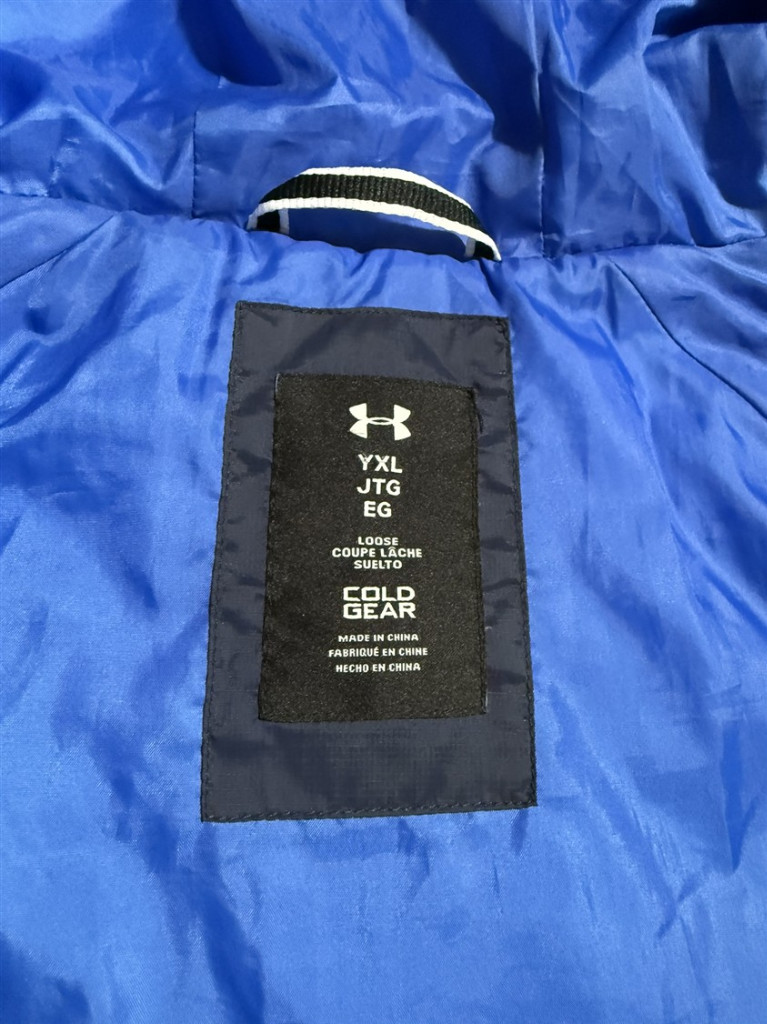 YXL
JTG
EG
LOOSE
COUPE LÂCHE
SUELTO
COLD
GEAR
MADE IN CHINA
FABRIQUÉ EN CHINE
HECHO EN CHINA